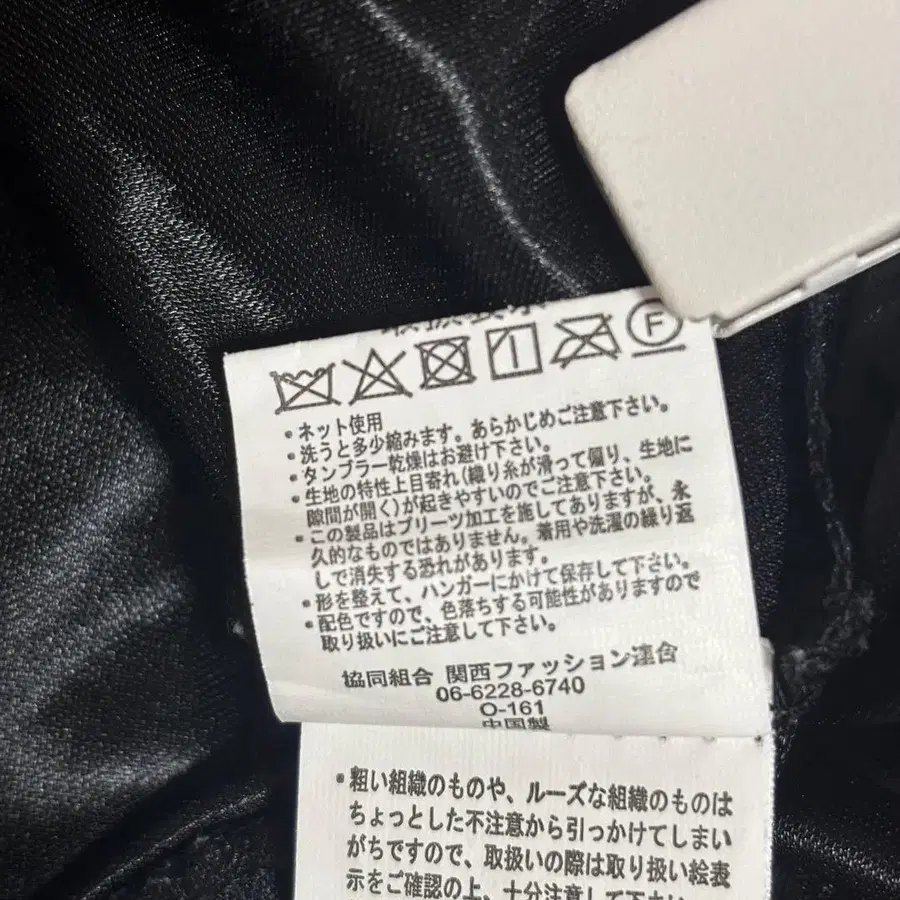 取扱表示
F
・ネット使用
・洗うと多少縮みます。あらかじめご注意下さい。
・タンブラー乾燥はお避け下さい。
・生地の特性上目寄れ(織り糸が滑って偏り、生地に
隙間が開く)が起きやすいのでご注意下さい。
・この製品はプリーツ加工を施してありますが、永
久的なものではありません。着用や洗濯の繰り返
しで消失する恐れがあります。
・形を整えて、ハンガーにかけて保存して下さい。
・配色ですので、色落ちする可能性がありますので
取り扱いにご注意して下さい。
協同組合 関西ファッション連合
06-6228-6740
O-161
中国製
・粗い組織のものや、ルーズな組織のものは
ちょっとした不注意から引っかけてしまい
がちですので、取扱いの際は取り扱い絵表
示をご確認の上、十分注意して下さい